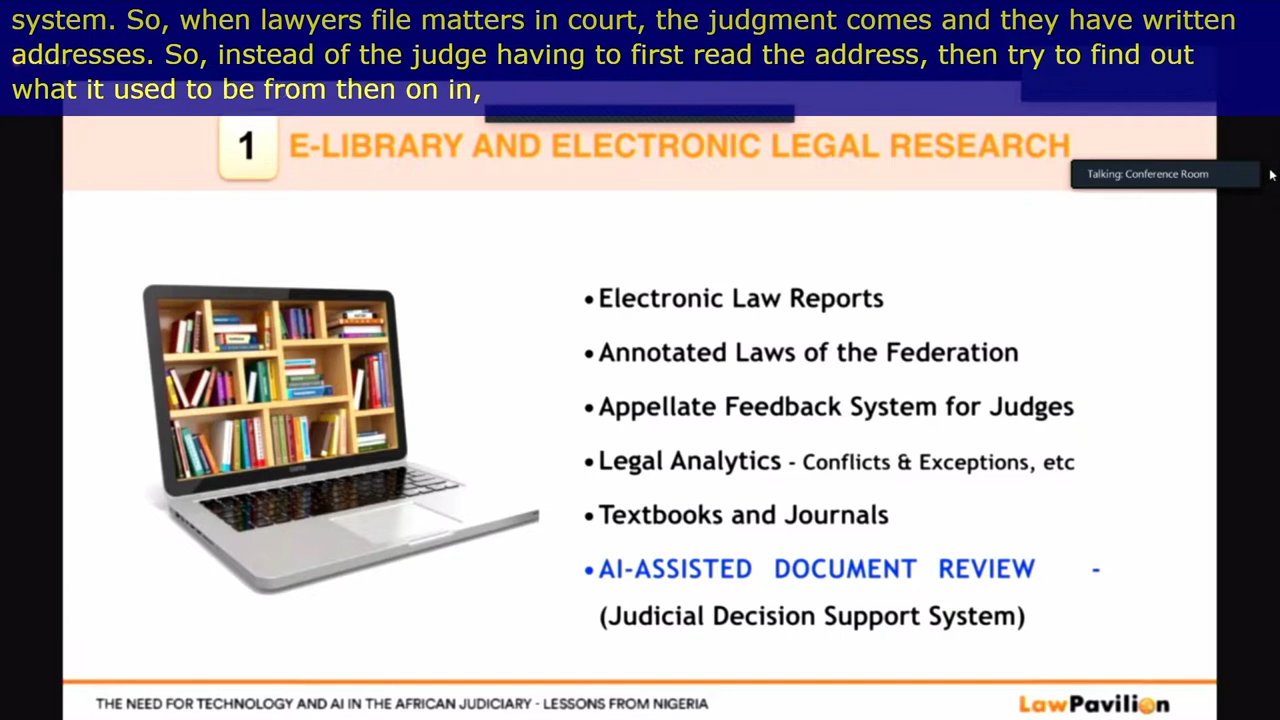 system. So, when lawyers file matters in court, the judgment comes and they have written
addresses. So, instead of the judge having to first read the address, then try to find out
what it used to be from then on in,
1 E-LIBRARY AND ELECTRONIC LEGAL RESEARCH
Talking: Conference Room
•Electronic Law Reports
•Annotated Laws of the Federation
•Appellate Feedback System for Judges
•Legal Analytics - Conflicts & Exceptions, etc
•Textbooks and Journals
•AI-ASSISTED DOCUMENT REVIEW -
(Judicial Decision Support System)
THE NEED FOR TECHNOLOGY AND AI IN THE AFRICAN JUDICIARY - LESSONS FROM NIGERIA
LawPavilion